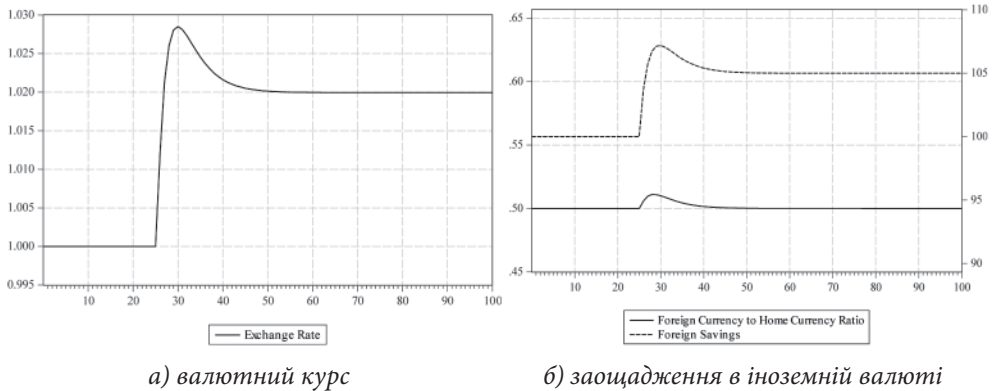 1.030
1.025
1.020
1.015
1.010
1.005
1.000
0.995
10 20 30 40 50 60 70 80 90 100
Exchange Rate
а) валютний курс
.65
.60
.55
.50
.45
110
105
100
95
90
10 20 30 40 50 60 70 80 90 100
Foreign Currency to Home Currency Ratio
Foreign Savings
б) заощадження в іноземній валюті